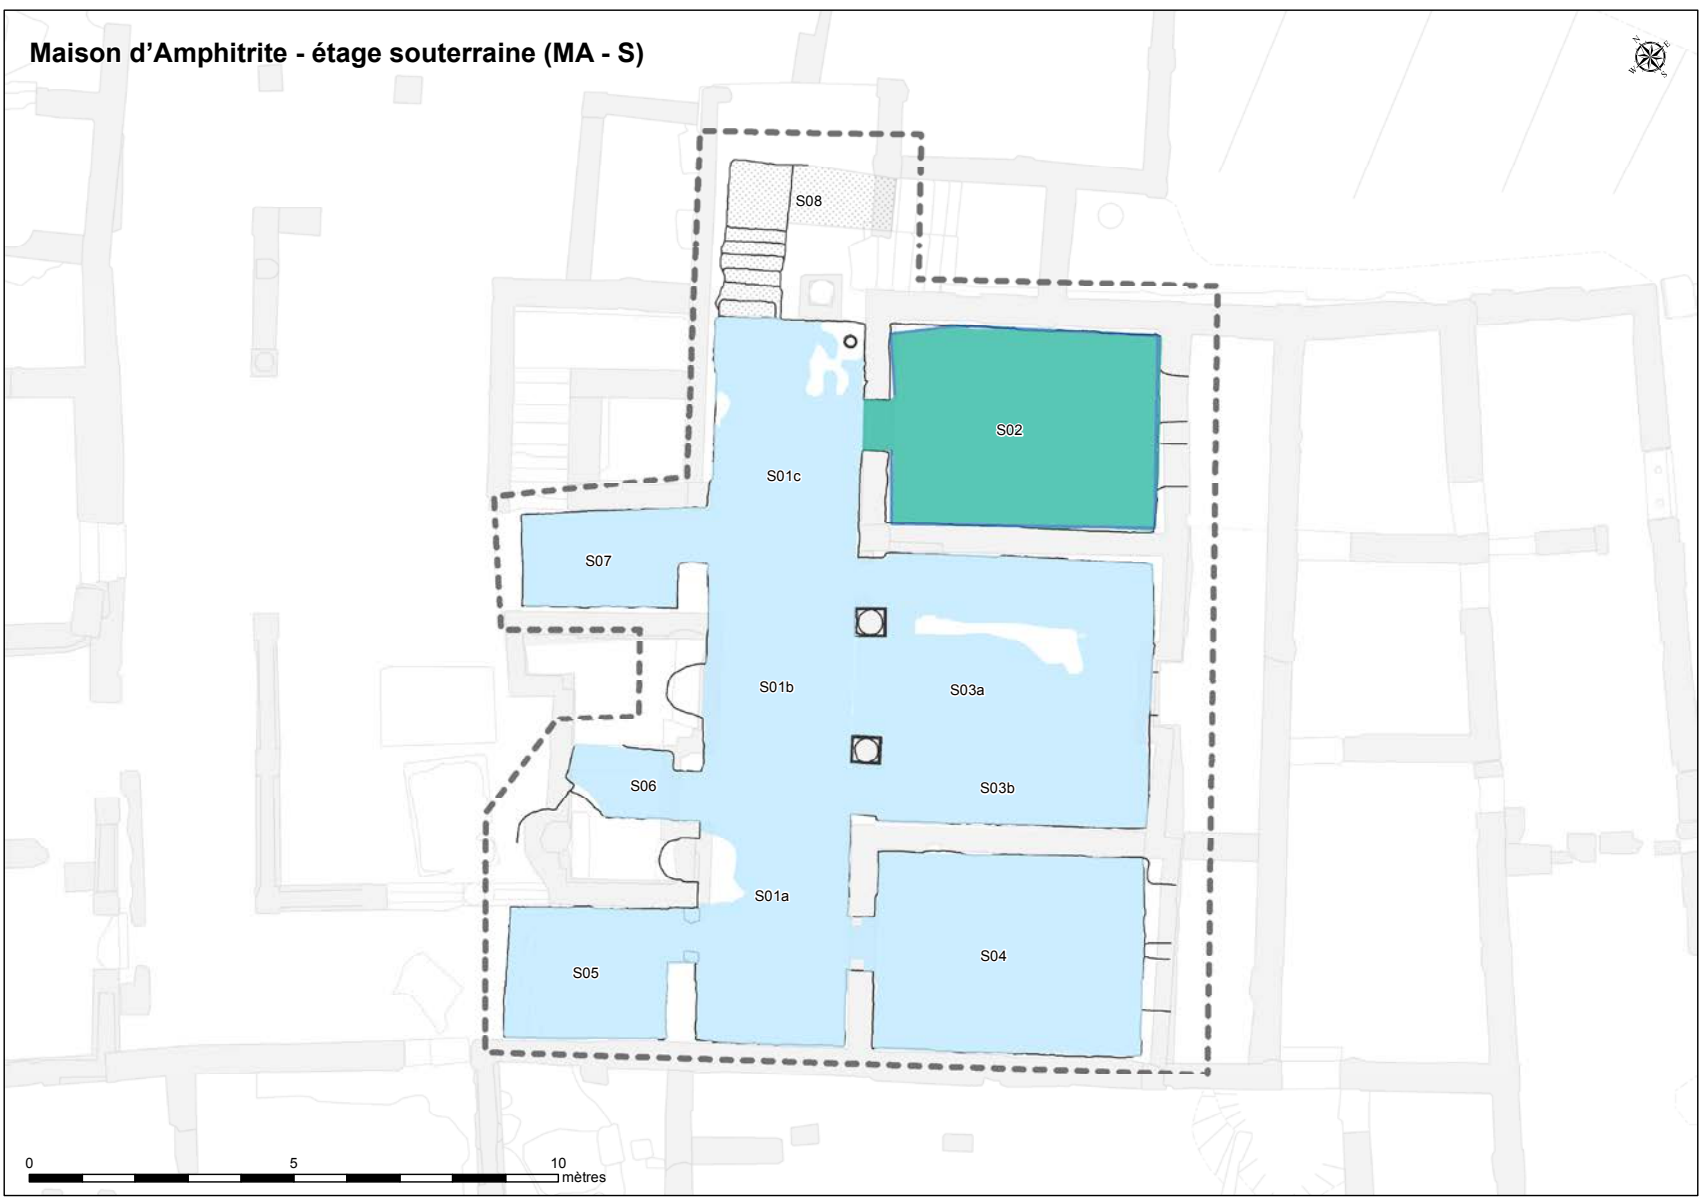 Maison d’Amphitrite - étage souterraine (MA - S)
N
E
W
S
S08
S02
S01c
S07
S01b
S03a
S06
S03b
S01a
S04
S05
0 5 10
mètres